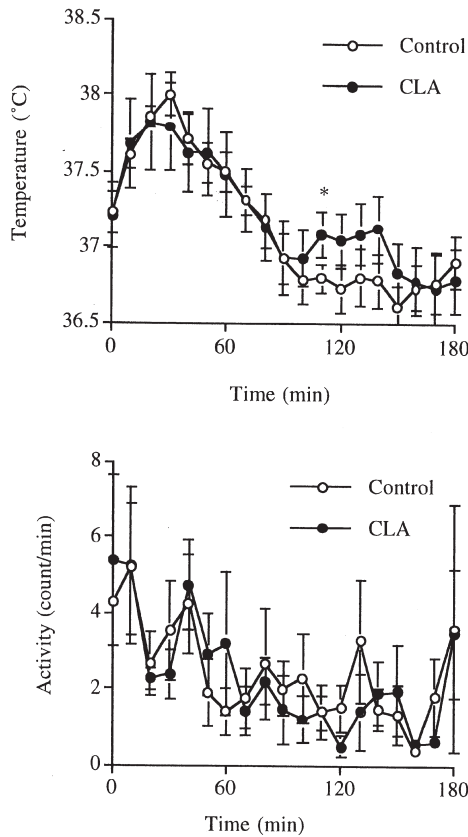 38.5
Control
CLA
38
Temperature (°C)
37.5
*
37
36.5
0 60 120 180
Time (min)
8
Control
CLA
6
Activity (count/min)
4
2
0
0 60 120 180
Time (min)